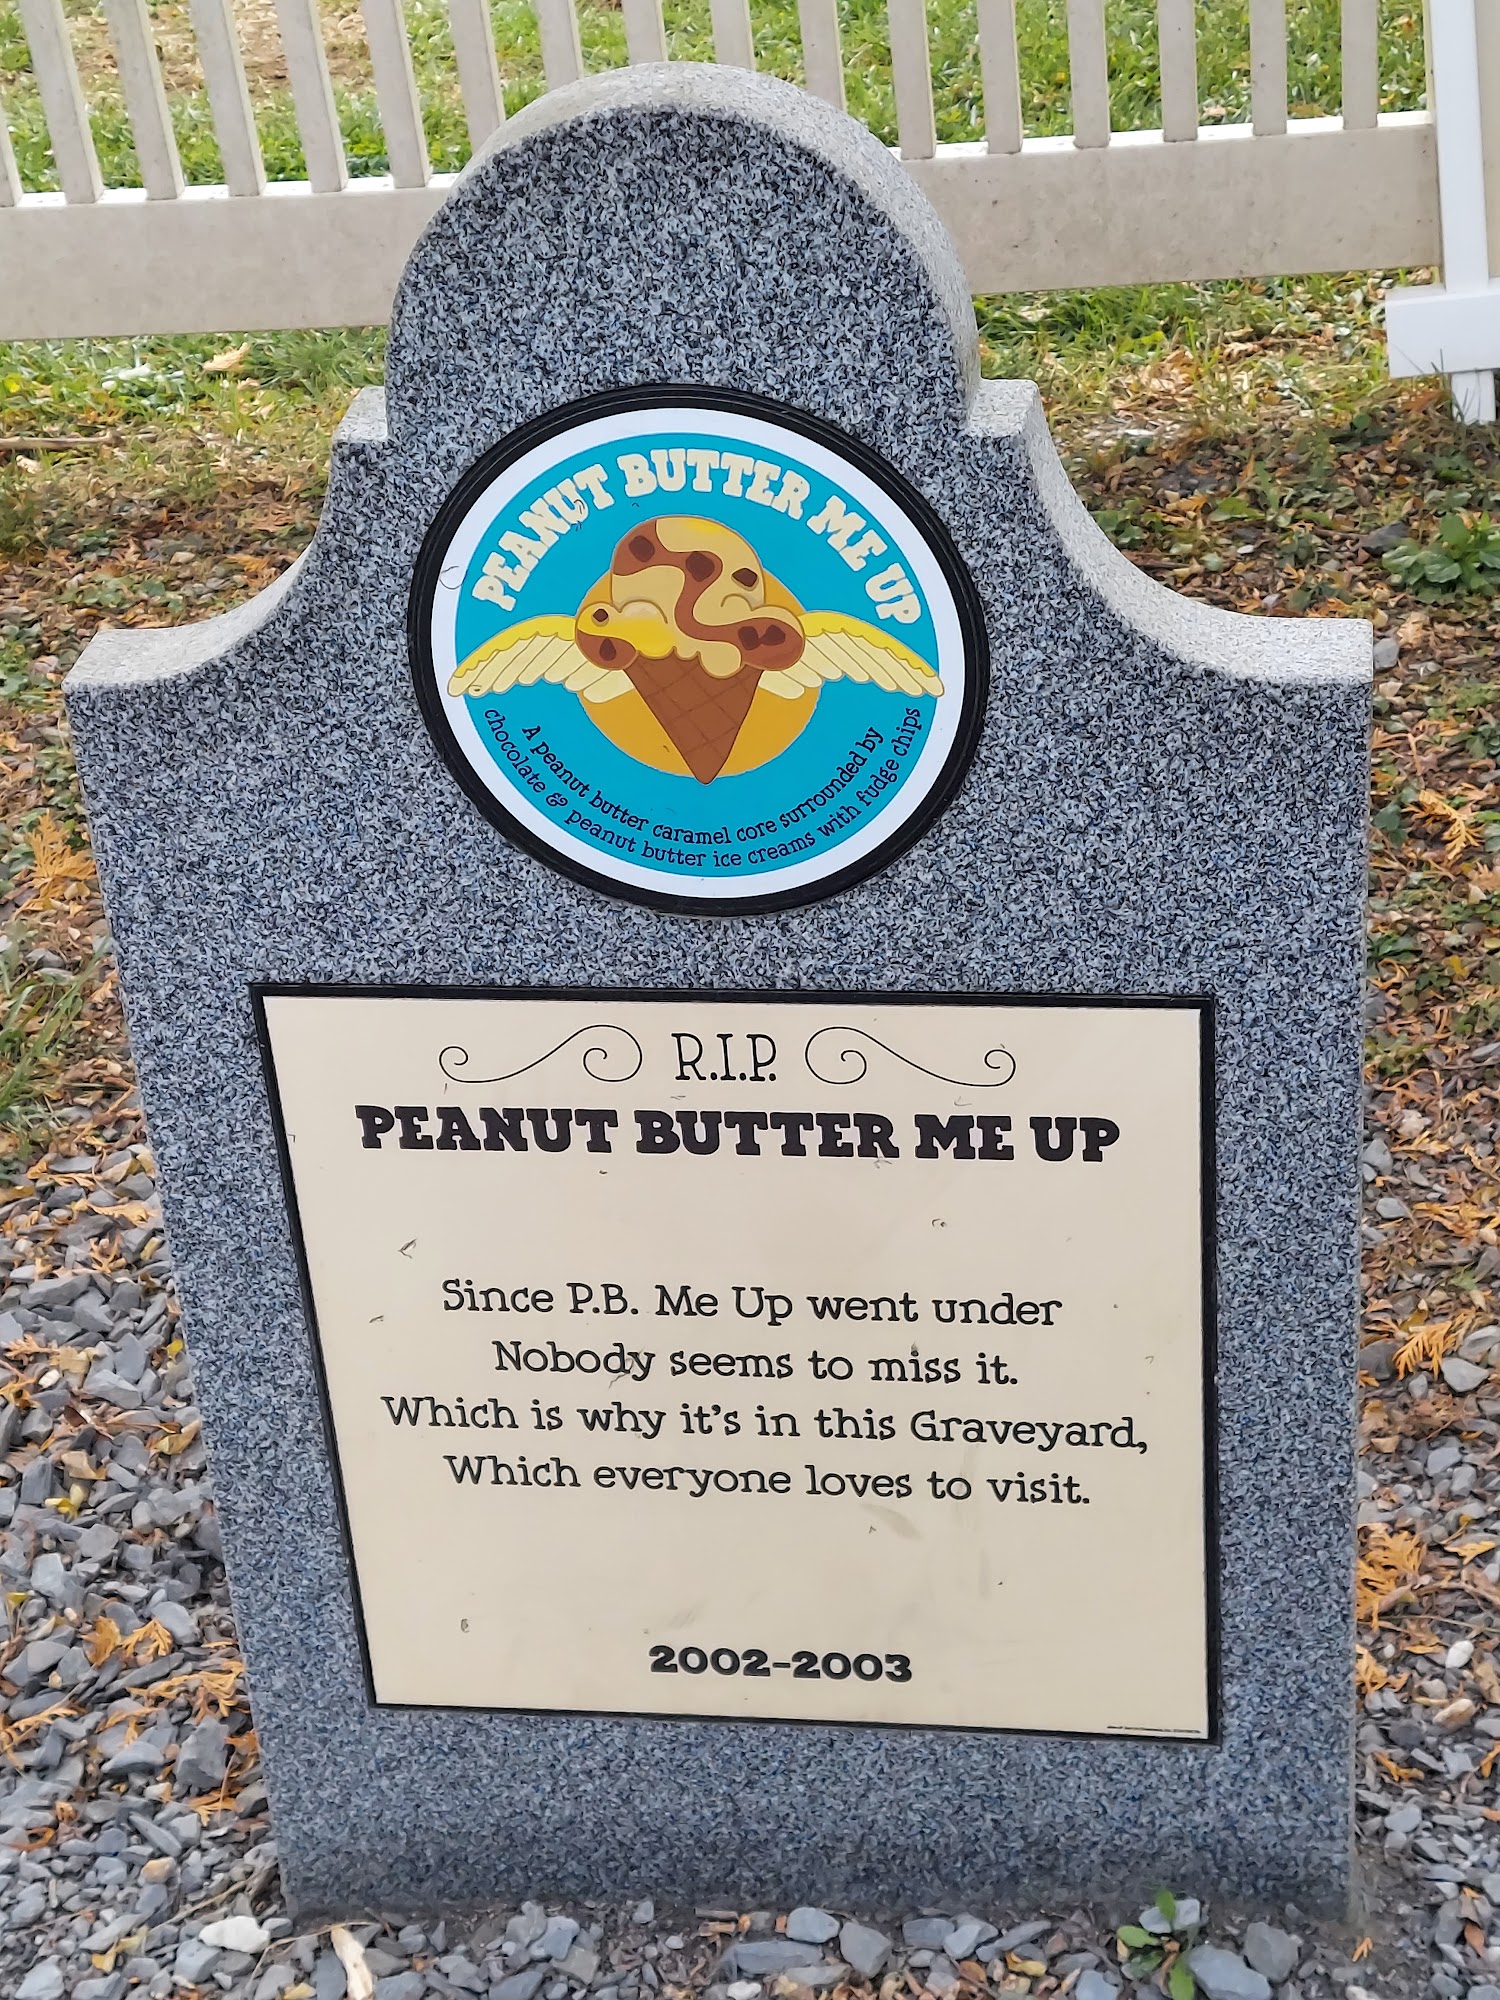 PEANUT BUTTER ME UP
A peanut butter caramel core surrounded by
chocolate & peanut butter ice creams with fudge chips
R.I.P.
PEANUT BUTTER ME UP
Since P.B. Me Up went under
Nobody seems to miss it.
Which is why it's in this Graveyard,
Which everyone loves to visit.
2002-2003